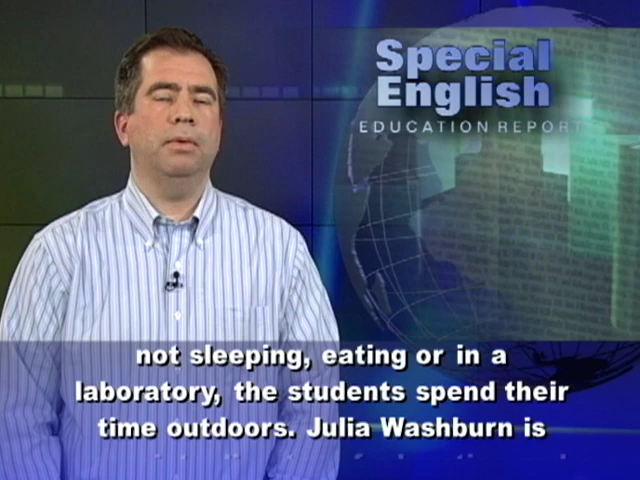 Special
English
EDUCATION REPORT
not sleeping, eating or in a
laboratory, the students spend their
time outdoors. Julia Washburn is